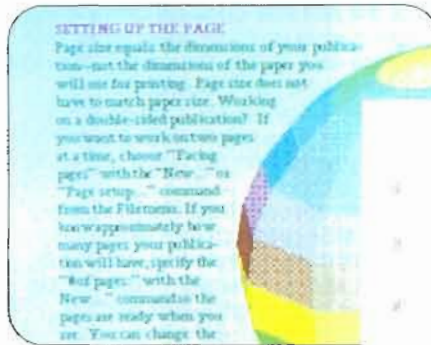 SETTING UP THE PAGE
Page size equals the dimensions of your publica-
tion—not the dimensions of the paper you
will use for printing. Page size does not
have to match paper size. Working
on a double-sided publication? If
you want to work on two pages
at a time, choose "Facing
pages" with the "New..." or
"Page setup..." command
from the File menu. If you
know approximately how
many pages your publica-
tion will have, specify the
"# of pages:" with the
New..." command so the
pages are ready when you
are. You can change the